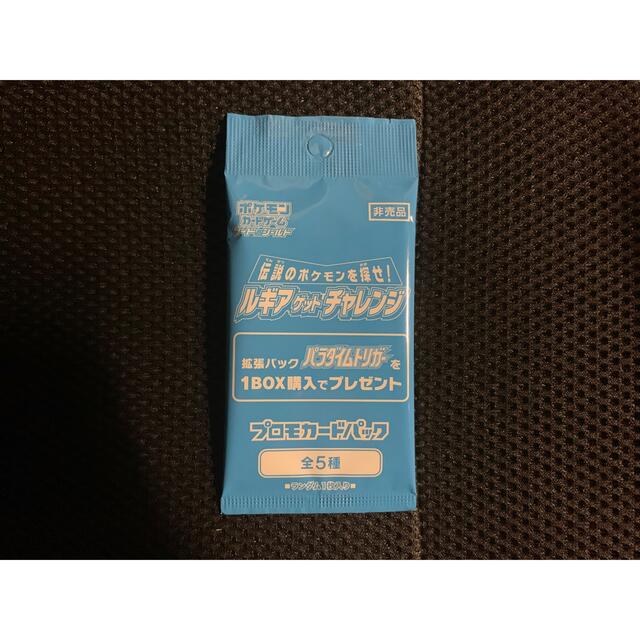 ポケモン
カードゲーム
ソード&シールド
非売品
伝説のポケモンを探せ!
ルギアゲットチャレンジ
拡張パック パラダイムトリガーを
1BOX購入でプレゼント
プロモカードパック
全5種
■ランダム1枚入り■